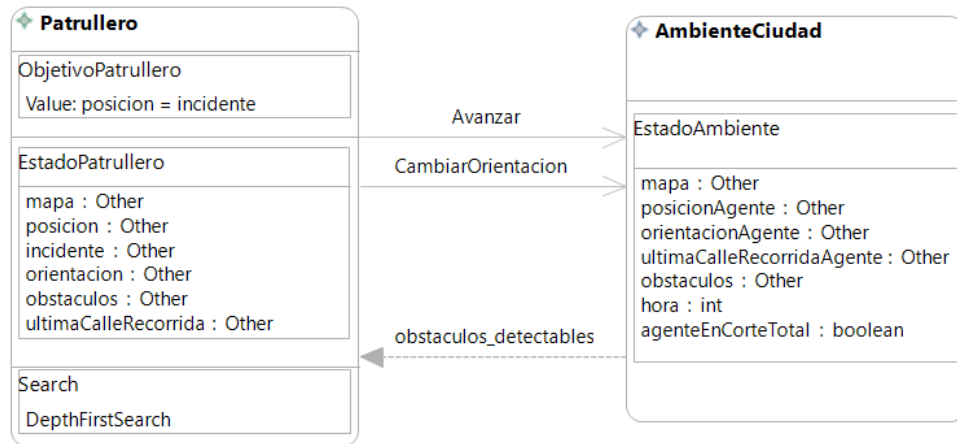 Patrullero
ObjetivoPatrullero
Value: posicion = incidente
EstadoPatrullero
mapa : Other
posicion : Other
incidente : Other
orientacion : Other
obstaculos : Other
ultimaCalleRecorrida : Other
Search
DepthFirstSearch
Avanzar
CambiarOrientacion
obstaculos_detectables
AmbienteCiudad
EstadoAmbiente
mapa : Other
posicionAgente : Other
orientacionAgente : Other
ultimaCalleRecorridaAgente : Other
obstaculos : Other
hora : int
agenteEnCorteTotal : boolean